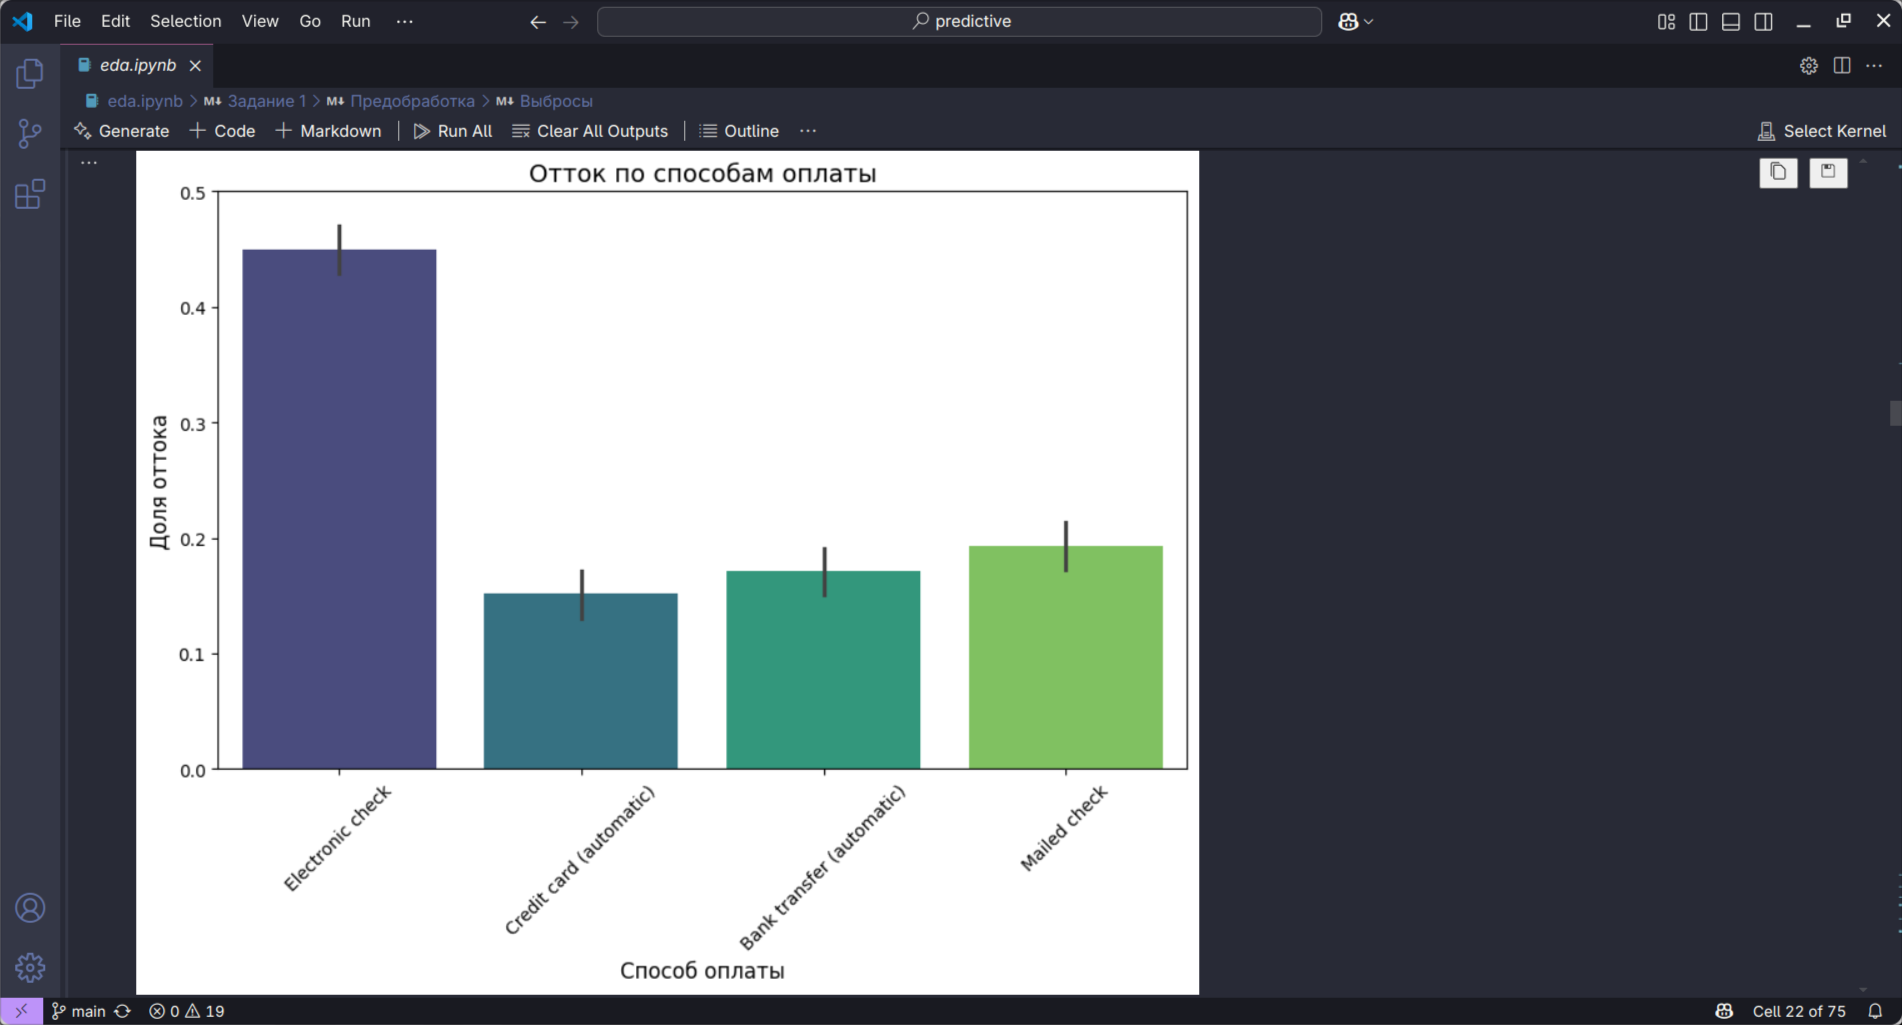 File Edit Selection View Go Run ···
predictive
eda.ipynb
eda.ipynb > M↓ Задание 1 > M↓ Предобработка > M↓ Выбросы
Generate + Code + Markdown | Run All Clear All Outputs | Outline ···
Select Kernel
Отток по способам оплаты
Доля оттока
0.5
0.4
0.3
0.2
0.1
0.0
Electronic check
Credit card (automatic)
Bank transfer (automatic)
Mailed check
Способ оплаты
main 0 19
Cell 22 of 75